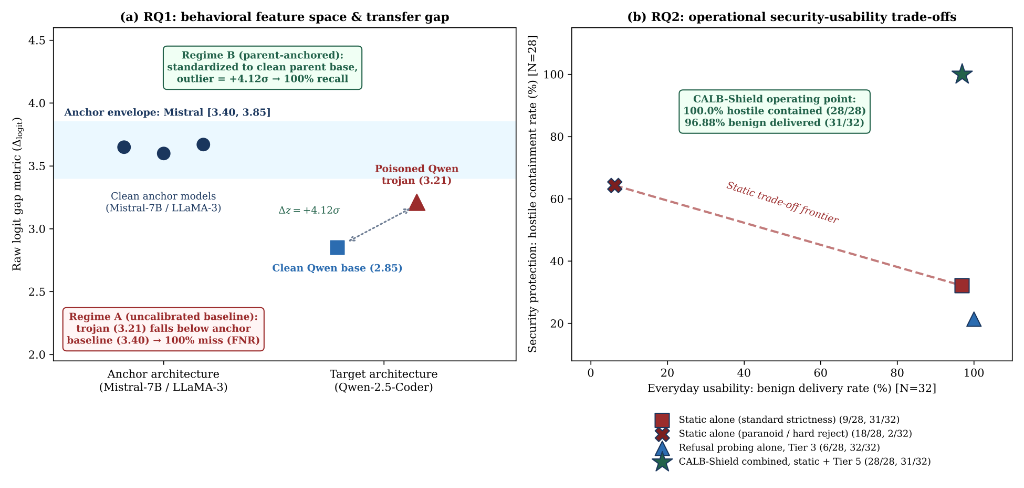 (a) RQ1: behavioral feature space & transfer gap
Raw logit gap metric (Δlogit)
4.5
4.0
3.5
3.0
2.5
2.0
Regime B (parent-anchored):
standardized to clean parent base,
outlier = +4.12σ → 100% recall
Anchor envelope: Mistral [3.40, 3.85]
Clean anchor models
(Mistral-7B / LLaMA-3)
Poisoned Qwen
trojan (3.21)
Δz = +4.12σ
Clean Qwen base (2.85)
Regime A (uncalibrated baseline):
trojan (3.21) falls below anchor
baseline (3.40) → 100% miss (FNR)
Anchor architecture
(Mistral-7B / LLaMA-3)
Target architecture
(Qwen-2.5-Coder)
(b) RQ2: operational security-usability trade-offs
Security protection: hostile containment rate (%) [N=28]
100
80
60
40
20
CALB-Shield operating point:
100.0% hostile contained (28/28)
96.88% benign delivered (31/32)
Static trade-off frontier
0
20
40
60
80
100
Everyday usability: benign delivery rate (%) [N=32]
Static alone (standard strictness) (9/28, 31/32)
Static alone (paranoid / hard reject) (18/28, 2/32)
Refusal probing alone, Tier 3 (6/28, 32/32)
CALB-Shield combined, static + Tier 5 (28/28, 31/32)